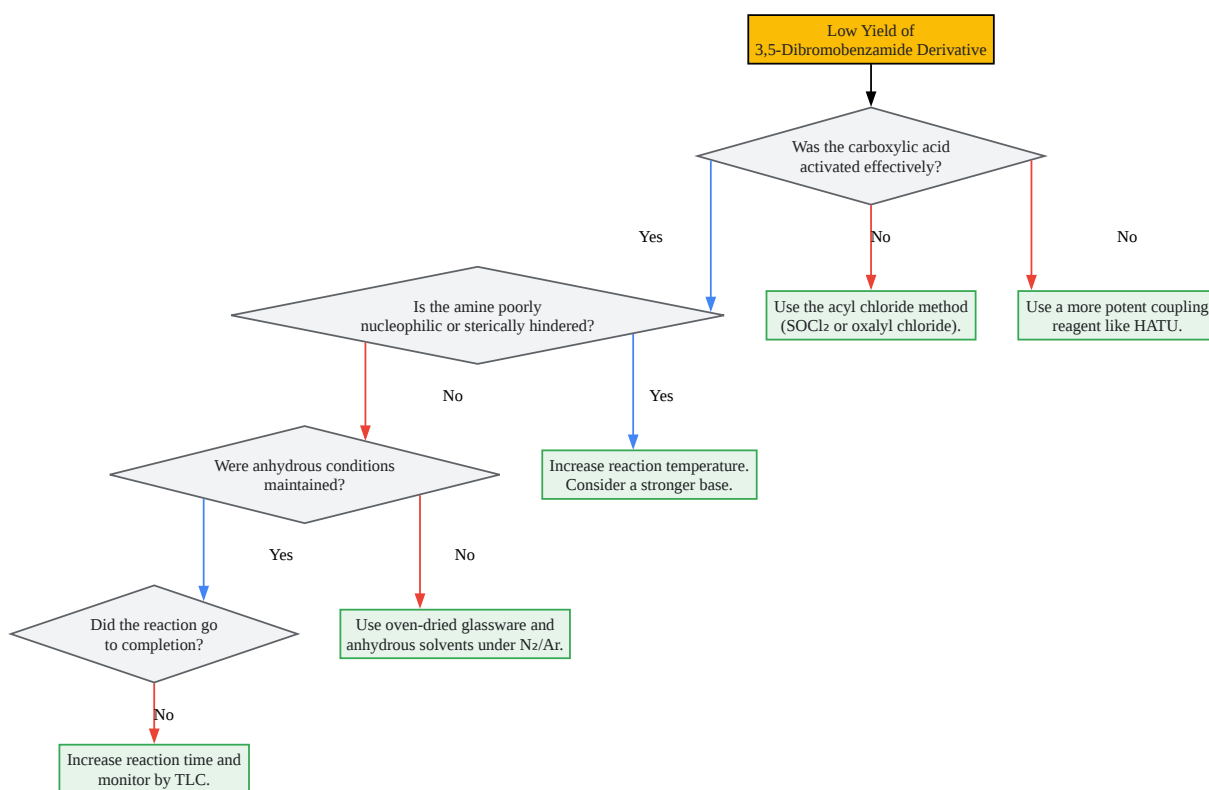 Low Yield of
3,5-Dibromobenzamide Derivative
Was the carboxylic acid
activated effectively?
Yes
No
No
Is the amine poorly
nucleophilic or sterically hindered?
Use the acyl chloride method
(SOCl₂ or oxalyl chloride).
Use a more potent coupling
reagent like HATU.
No
Yes
Were anhydrous conditions
maintained?
Increase reaction temperature.
Consider a stronger base.
Yes
No
Did the reaction go
to completion?
Use oven-dried glassware and
anhydrous solvents under N₂/Ar.
No
Increase reaction time and
monitor by TLC.